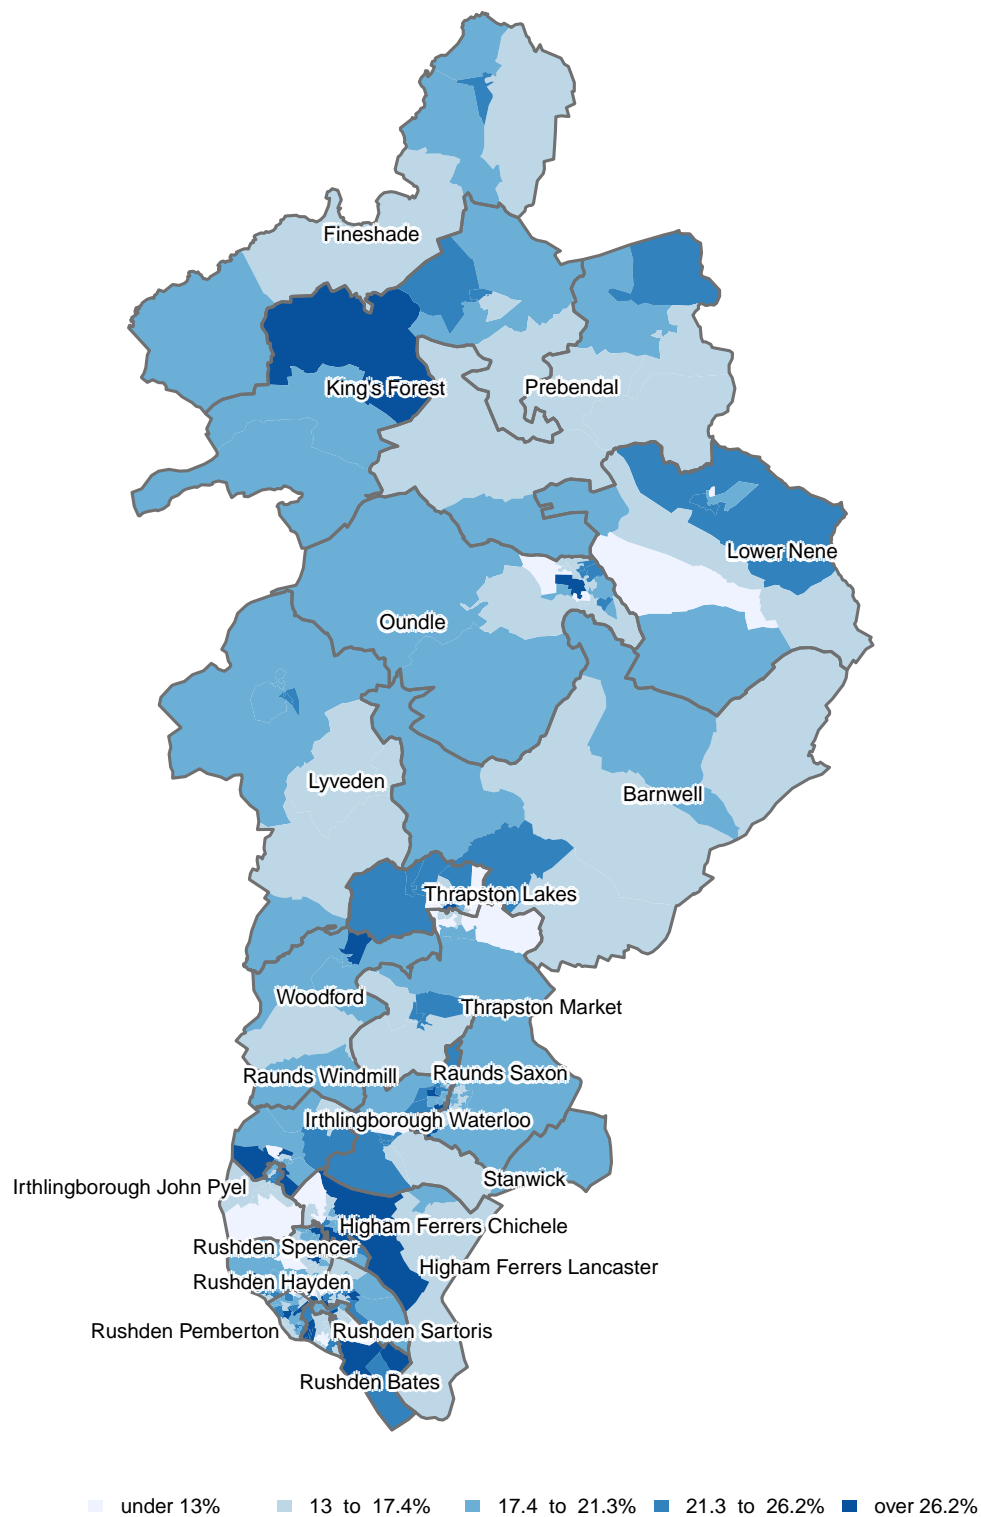 Fineshade
King's Forest
Prebendal
Lower Nene
Oundle
Lyveden
Barnwell
Thrapston Lakes
Woodford
Thrapston Market
Raunds Windmill
Raunds Saxon
Irthlingborough Waterloo
Stanwick
Irthlingborough John Pyel
Higham Ferrers Chichele
Rushden Spencer
Higham Ferrers Lancaster
Rushden Hayden
Rushden Pemberton
Rushden Sartoris
Rushden Bates
under 13% 13 to 17.4% 17.4 to 21.3% 21.3 to 26.2% over 26.2%